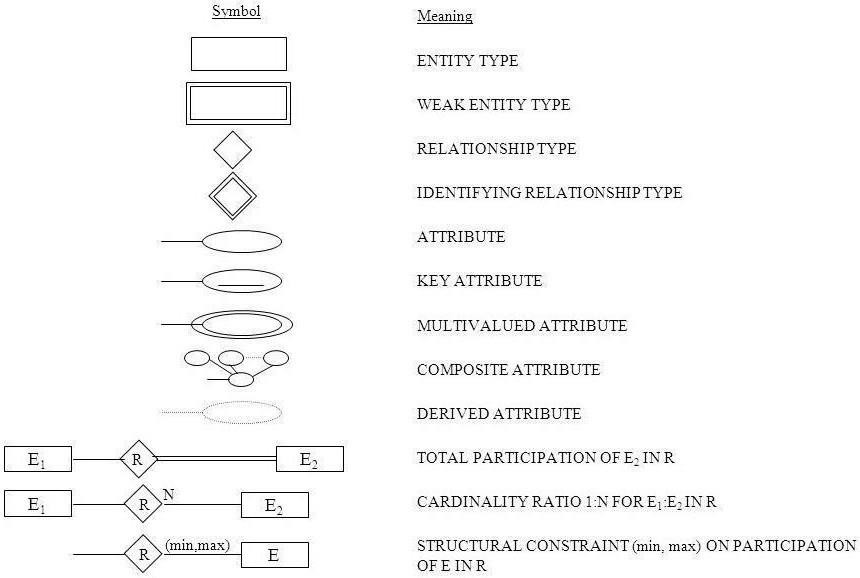 Symbol Meaning
ENTITY TYPE
WEAK ENTITY TYPE
RELATIONSHIP TYPE
IDENTIFYING RELATIONSHIP TYPE
ATTRIBUTE
KEY ATTRIBUTE
MULTIVALUED ATTRIBUTE
COMPOSITE ATTRIBUTE
DERIVED ATTRIBUTE
E₁ R E₂ TOTAL PARTICIPATION OF E₂ IN R
E₁ R N E₂ CARDINALITY RATIO 1:N FOR E₁:E₂ IN R
R (min,max) E STRUCTURAL CONSTRAINT (min, max) ON PARTICIPATION
OF E IN R